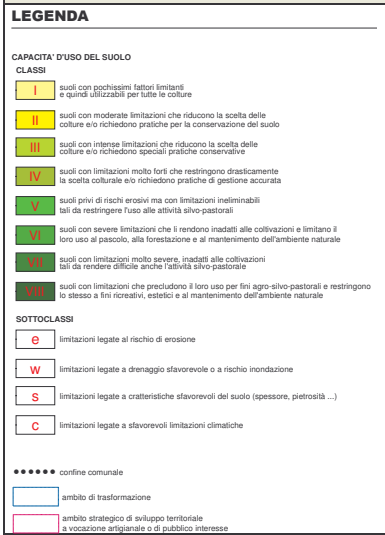 LEGENDA
CAPACITA' D'USO DEL SUOLO
CLASSI
I
suoli con pochissimi fattori limitanti
e quindi utilizzabili per tutte le colture
II
suoli con moderate limitazioni che riducono la scelta delle
colture e/o richiedono pratiche per la conservazione del suolo
III
suoli con intense limitazioni che riducono la scelta delle
colture e/o richiedono speciali pratiche conservative
IV
suoli con limitazioni molto forti che restringono drasticamente
la scelta colturale e/o richiedono pratiche di gestione accurata
V
suoli privi di rischi erosivi ma con limitazioni ineliminabili
tali da restringere l'uso alle attività silvo-pastorali
VI
suoli con severe limitazioni che li rendono inadatti alle coltivazioni e limitano il
loro uso al pascolo, alla forestazione e al mantenimento dell'ambiente naturale
VII
suoli con limitazioni molto severe, inadatti alle coltivazioni
tali da rendere difficile anche l'attività silvo-pastorale
VIII
suoli con limitazioni che precludono il loro uso per fini agro-silvo-pastorali e restringono
lo stesso a fini ricreativi, estetici e al mantenimento dell'ambiente naturale
SOTTOCLASSI
e
limitazioni legate al rischio di erosione
w
limitazioni legate a drenaggio sfavorevole o a rischio inondazione
s
limitazioni legate a cratteristiche sfavorevoli del suolo (spessore, pietrosità ...)
c
limitazioni legate a sfavorevoli limitazioni climatiche
confine comunale
ambito di trasformazione
ambito strategico di sviluppo territoriale
a vocazione artigianale o di pubblico interesse